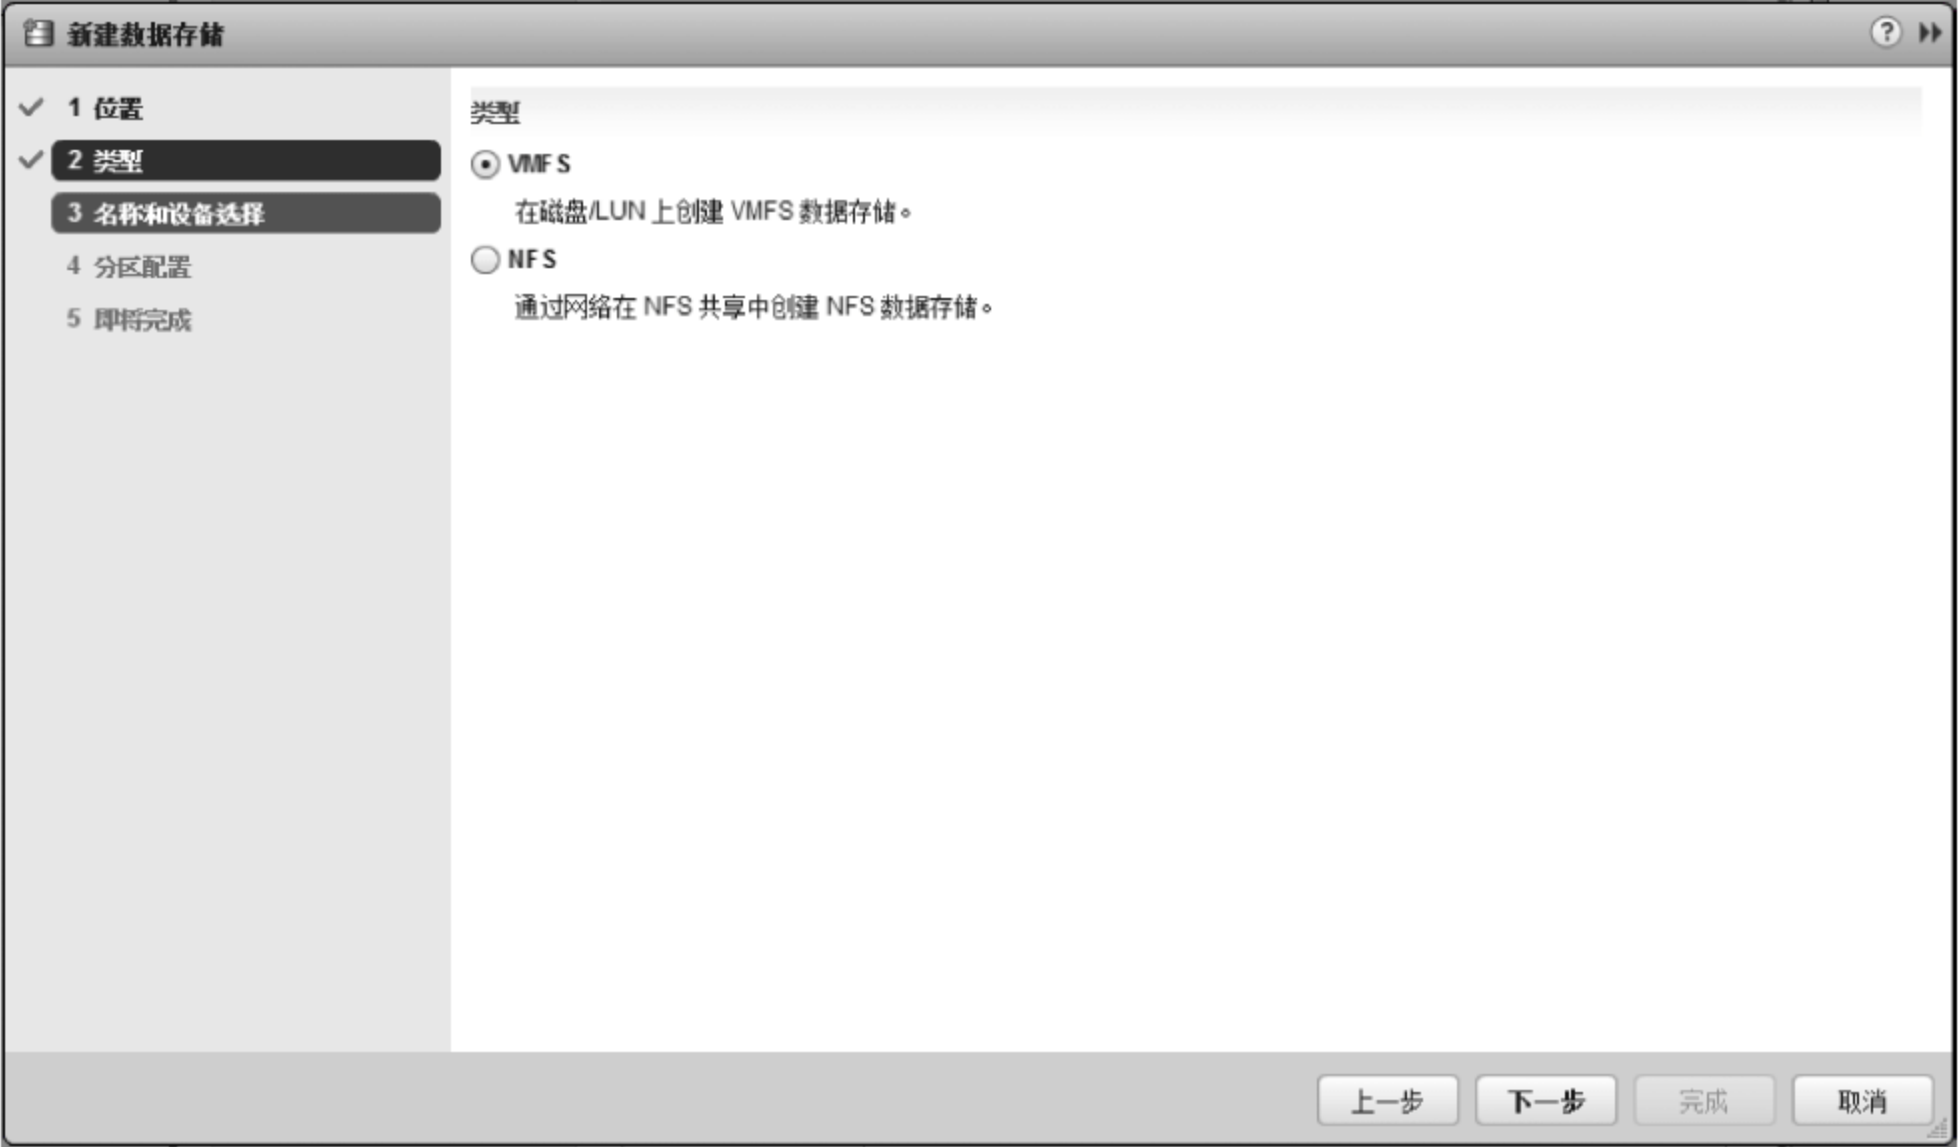 新建数据存储
1 位置
2 类型
3 名称和设备选择
4 分区配置
5 即将完成
类型
VMFS
在磁盘/LUN 上创建 VMFS 数据存储。
NFS
通过网络在 NFS 共享中创建 NFS 数据存储。
上一步
下一步
完成
取消